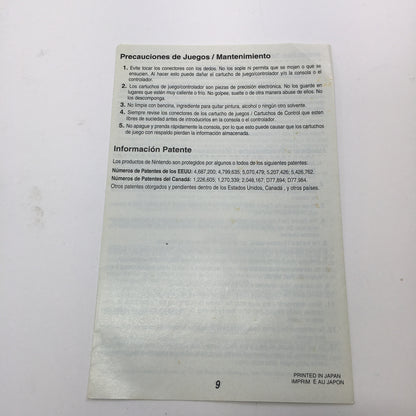 Precauciones de Juegos / Mantenimiento
1. Evite tocar los conectores con los dedos. No los sople ni permita que se mojen o que se
ensucien. Al hacer esto puede dañar el cartucho de juego/controlador y/o la consola o el
controlador.
2. Los cartuchos de juego/controlador son piezas de precisión electrónica. No los guarde en
lugares que estén muy caliente o frío. No golpee, suelte o de otra manera abuse de ellos. No
los descomponga.
3. No limpie con bencina, ingrediente para quitar pintura, alcohol o ningún otro solvente.
4. Siempre revise los conectores de los cartuchos de juego / Cartuchos de Control que esten
libres de suciedad antes de introducirlos en la consola o el controlador.
5. No apague y prenda rápidamente la consola, por lo que esto puede causar que los cartuchos
de juego con respaldo pierdan la información almacenada.
Información Patente
Los productos de Nintendo son protegidos por algunos o todos de los siguientes patentes:
Números de Patentes de los EEUU: 4,687,200; 4,799,635; 5,070,479; 5,207,426; 5,426,762.
Números de Patentes del Canadá: 1,226,605; 1,270,339; 2,048,167; D77,894; D77,984.
Otros patentes otorgados y pendientes dentro de los Estados Unidos, Canadá , y otros países.
9
PRINTED IN JAPAN
IMPRIM É AU JAPON